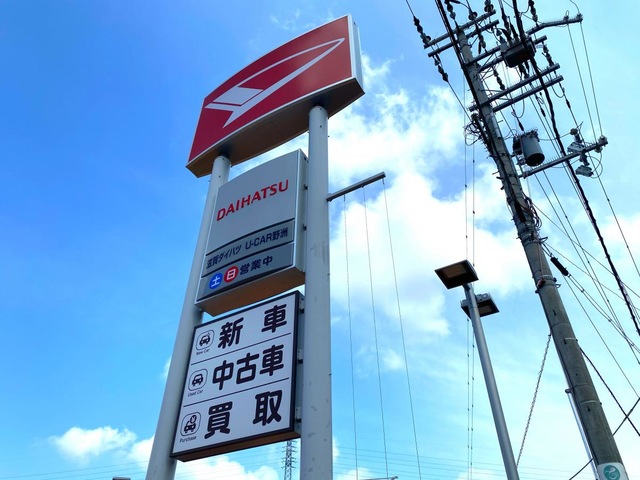 DAIHATSU
滋賀ダイハツ U-CAR野洲
土 日 営業中
新車
New Car
中古車
Used Car
買取
Purchase